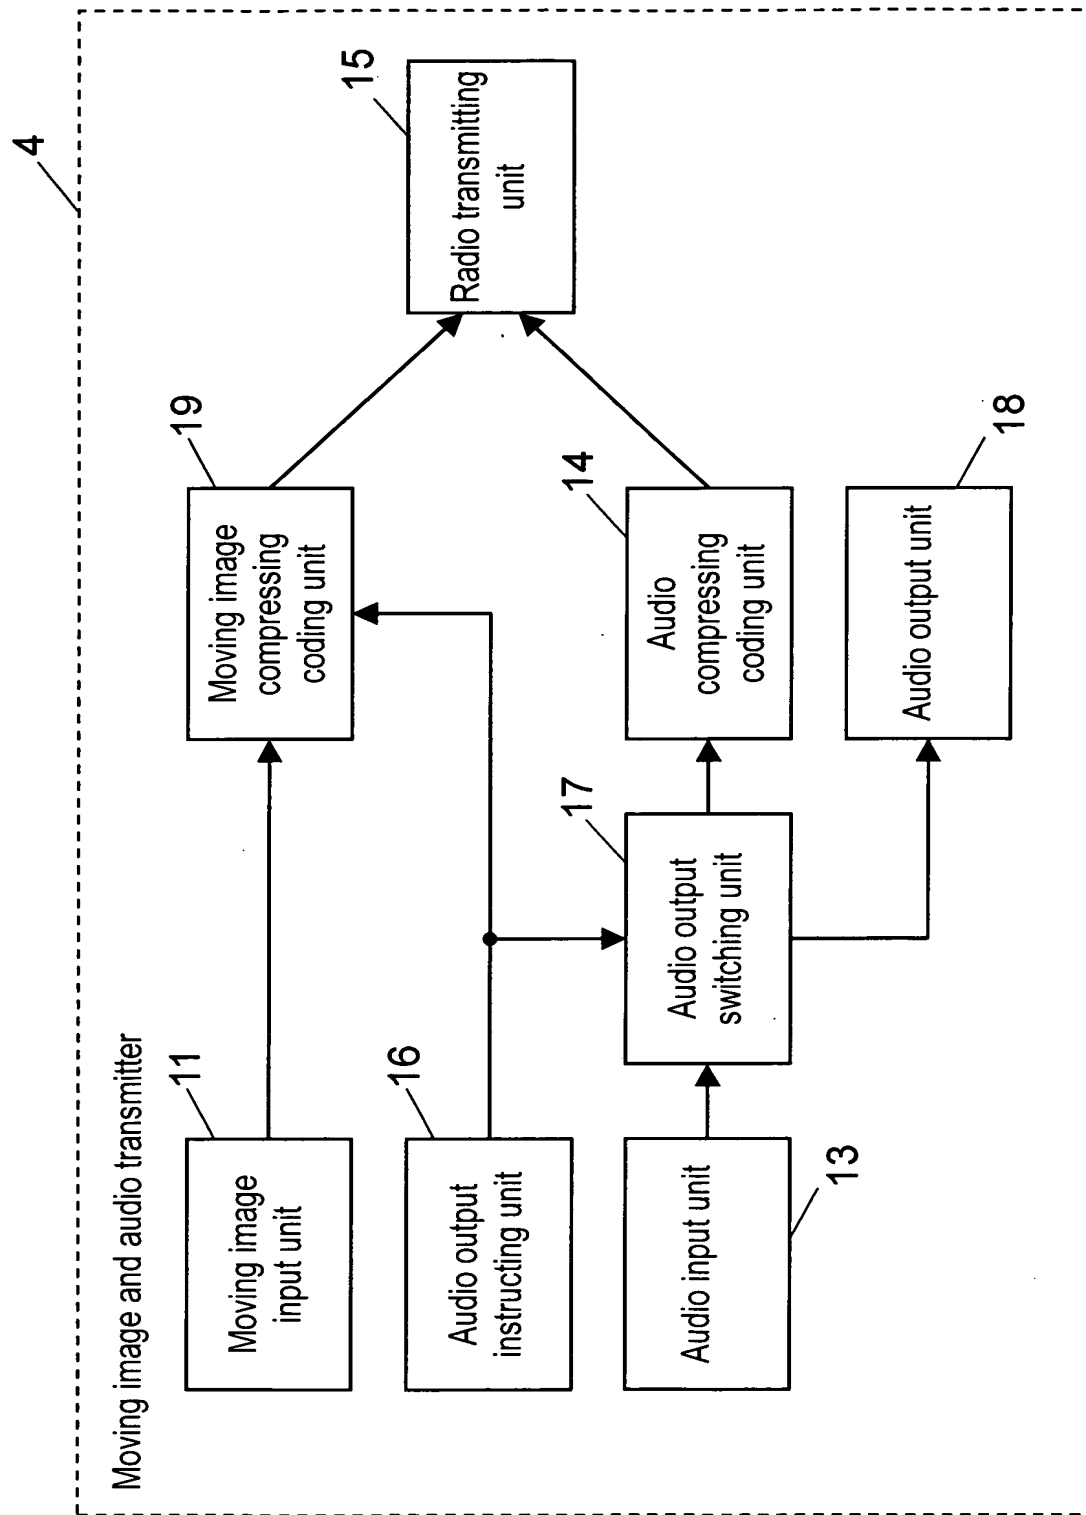 4
Moving image and audio transmitter
11
Moving image
input unit
19
Moving image
compressing
coding unit
15
Radio transmitting
unit
16
Audio output
instructing unit
17
Audio output
switching unit
14
Audio
compressing
coding unit
Audio input unit
13
18
Audio output unit